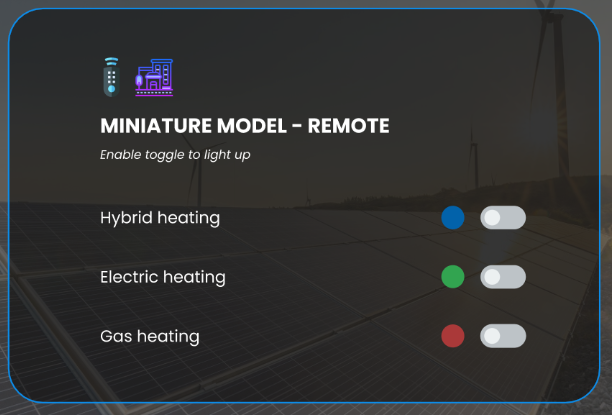 MINIATURE MODEL - REMOTE
Enable toggle to light up
Hybrid heating
Electric heating
Gas heating